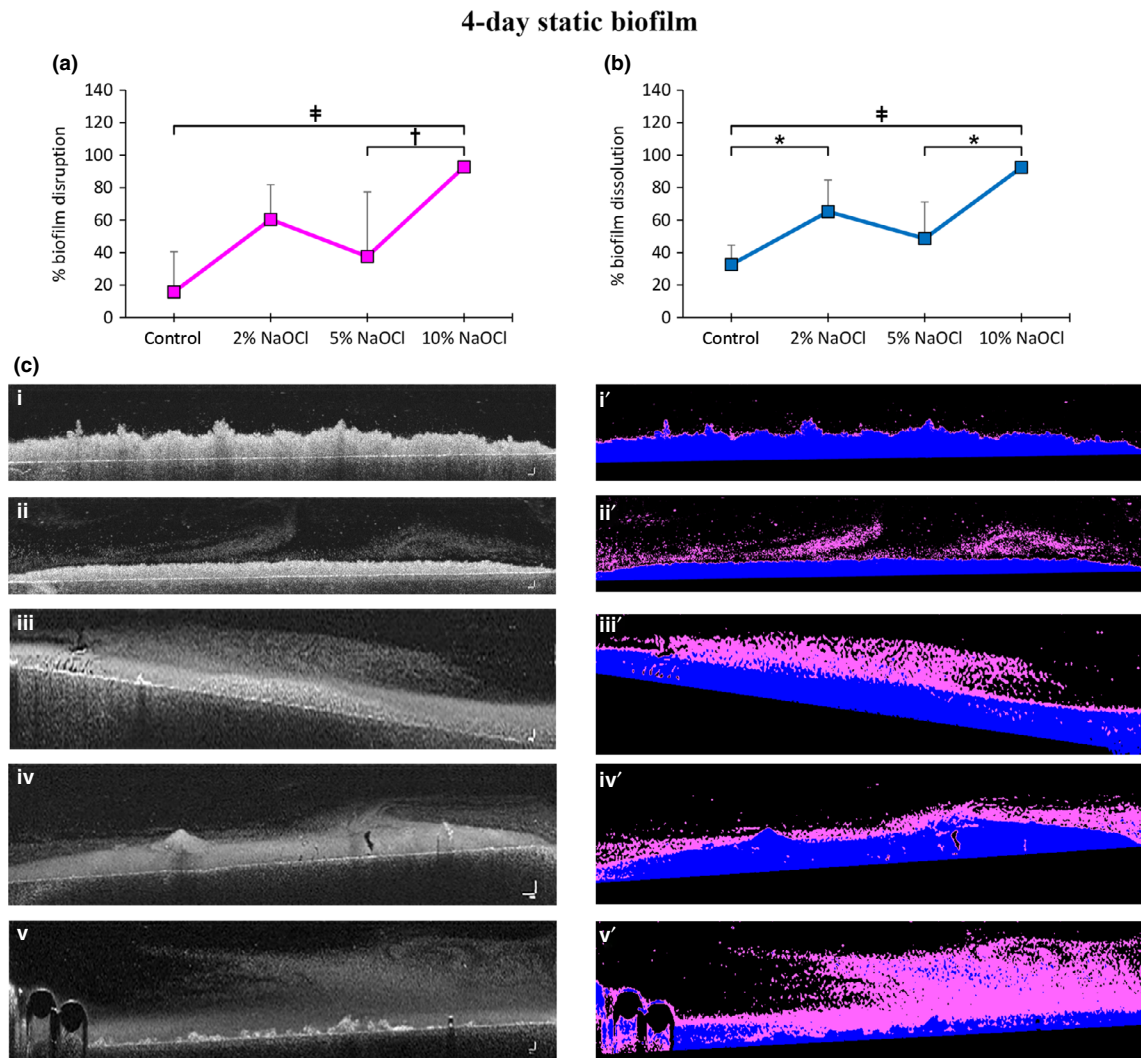 4-day static biofilm
(a)
140
120
100
80
60
40
20
0
% biofilm disruption
ǂ
†
Control 2% NaOCl 5% NaOCl 10% NaOCl
(b)
140
120
100
80
60
40
20
0
% biofilm dissolution
ǂ
* *
Control 2% NaOCl 5% NaOCl 10% NaOCl
(c)
i i′
ii ii′
iii iii′
iv iv′
v v′